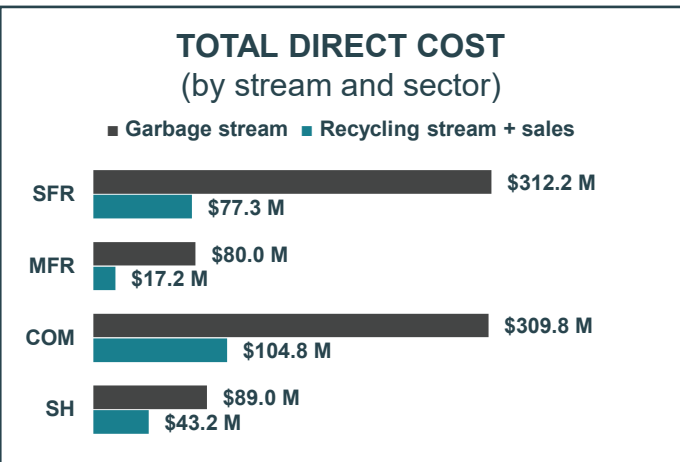 TOTAL DIRECT COST
(by stream and sector)
Garbage stream Recycling stream + sales
SFR
$312.2 M
$77.3 M
MFR
$80.0 M
$17.2 M
COM
$309.8 M
$104.8 M
SH
$89.0 M
$43.2 M